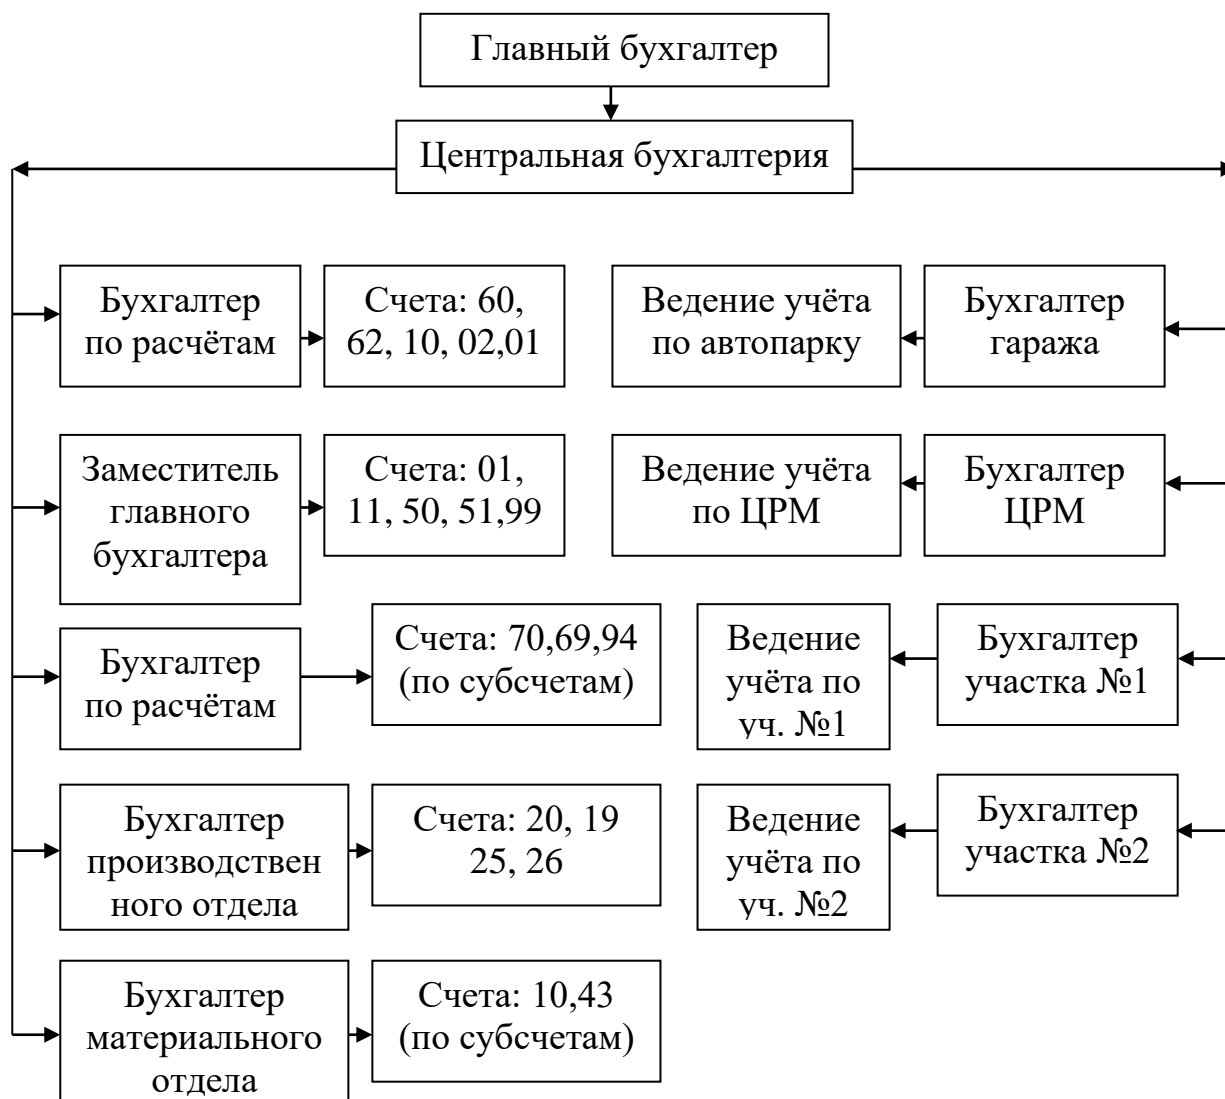 Главный бухгалтер
Центральная бухгалтерия
Бухгалтер
по расчётам
Счета: 60,
62, 10, 02,01
Ведение учёта
по автопарку
Бухгалтер
гаража
Заместитель
главного
бухгалтера
Счета: 01,
11, 50, 51,99
Ведение учёта
по ЦРМ
Бухгалтер
ЦРМ
Бухгалтер
по расчётам
Счета: 70,69,94
(по субсчетам)
Ведение
учёта по
уч. №1
Бухгалтер
участка №1
Бухгалтер
производствен
ного отдела
Счета: 20, 19
25, 26
Ведение
учёта по
уч. №2
Бухгалтер
участка №2
Бухгалтер
материального
отдела
Счета: 10,43
(по субсчетам)